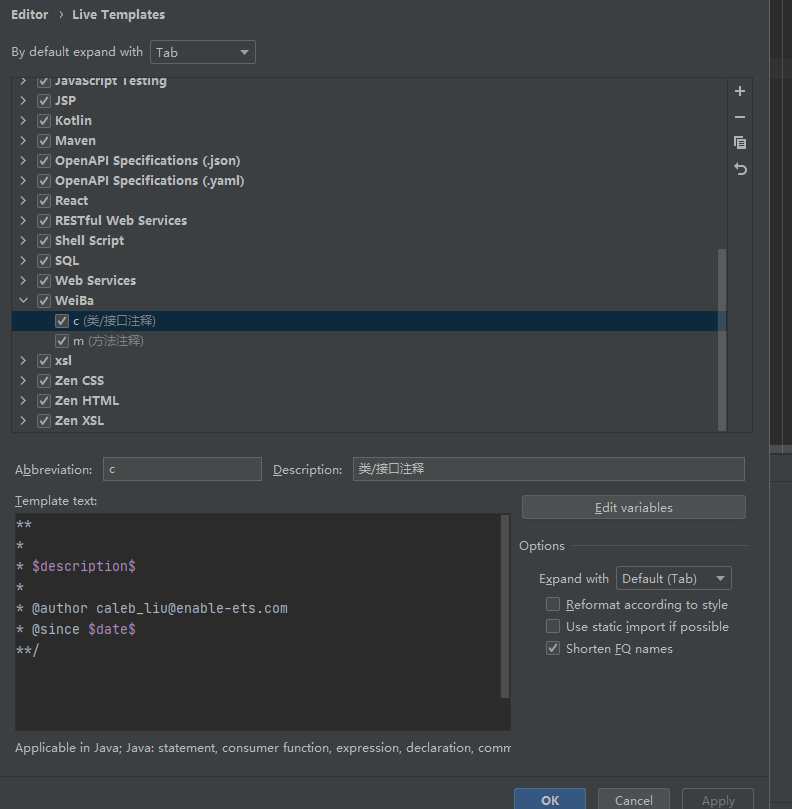 Editor › Live Templates
By default expand with Tab
JavaScript Testing
JSP
Kotlin
Maven
OpenAPI Specifications (.json)
OpenAPI Specifications (.yaml)
React
RESTful Web Services
Shell Script
SQL
Web Services
WeiBa
c (类/接口注释)
m (方法注释)
xsl
Zen CSS
Zen HTML
Zen XSL
Abbreviation: c Description: 类/接口注释
Template text:
Edit variables
**
*
* $description$
*
* @author caleb_liu@enable-ets.com
* @since $date$
**/
Options
Expand with Default (Tab)
Reformat according to style
Use static import if possible
Shorten FQ names
Applicable in Java; Java: statement, consumer function, expression, declaration, comm
OK Cancel Apply